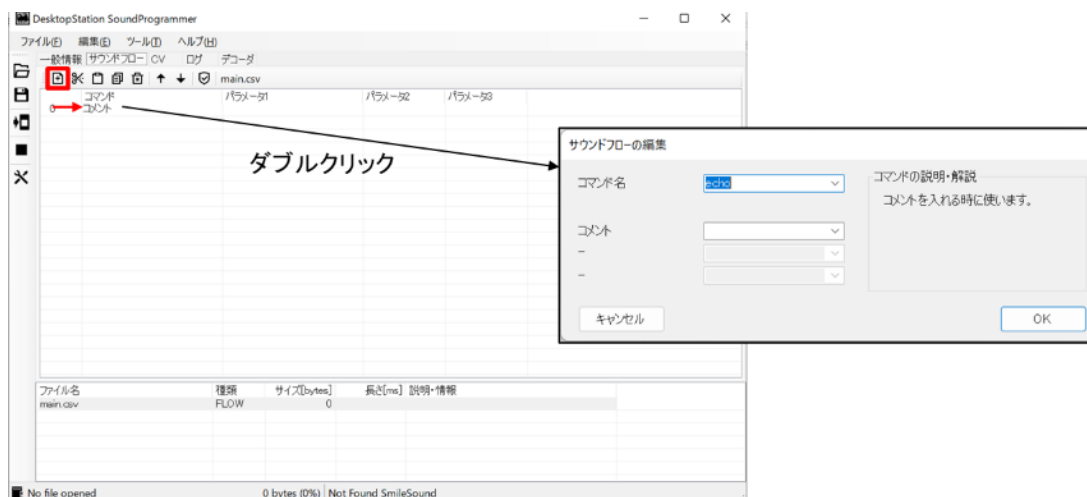 DesktopStation SoundProgrammer
ファイル(F) 編集(E) ツール(T) ヘルプ(H)
一般情報 サウンドフロー CV ログ デコーダ
main.csv
コマンド パラメータ1 パラメータ2 パラメータ3
0 コメント
ダブルクリック
サウンドフローの編集
コマンド名 echo
コマンドの説明・解説
コメントを入れる時に使います。
コメント
-
-
キャンセル OK
ファイル名 種類 サイズ[bytes] 長さ[ms] 説明・情報
main.csv FLOW 0
No file opened 0 bytes (0%) Not Found SmileSound